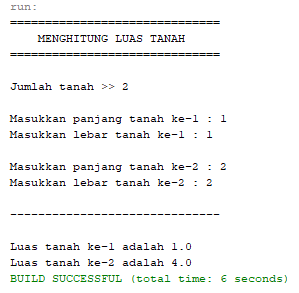 run:
==============================
MENGHITUNG LUAS TANAH
==============================
Jumlah tanah >> 2
Masukkan panjang tanah ke-1 : 1
Masukkan lebar tanah ke-1 : 1
Masukkan panjang tanah ke-2 : 2
Masukkan lebar tanah ke-2 : 2
------------------------------
Luas tanah ke-1 adalah 1.0
Luas tanah ke-2 adalah 4.0
BUILD SUCCESSFUL (total time: 6 seconds)